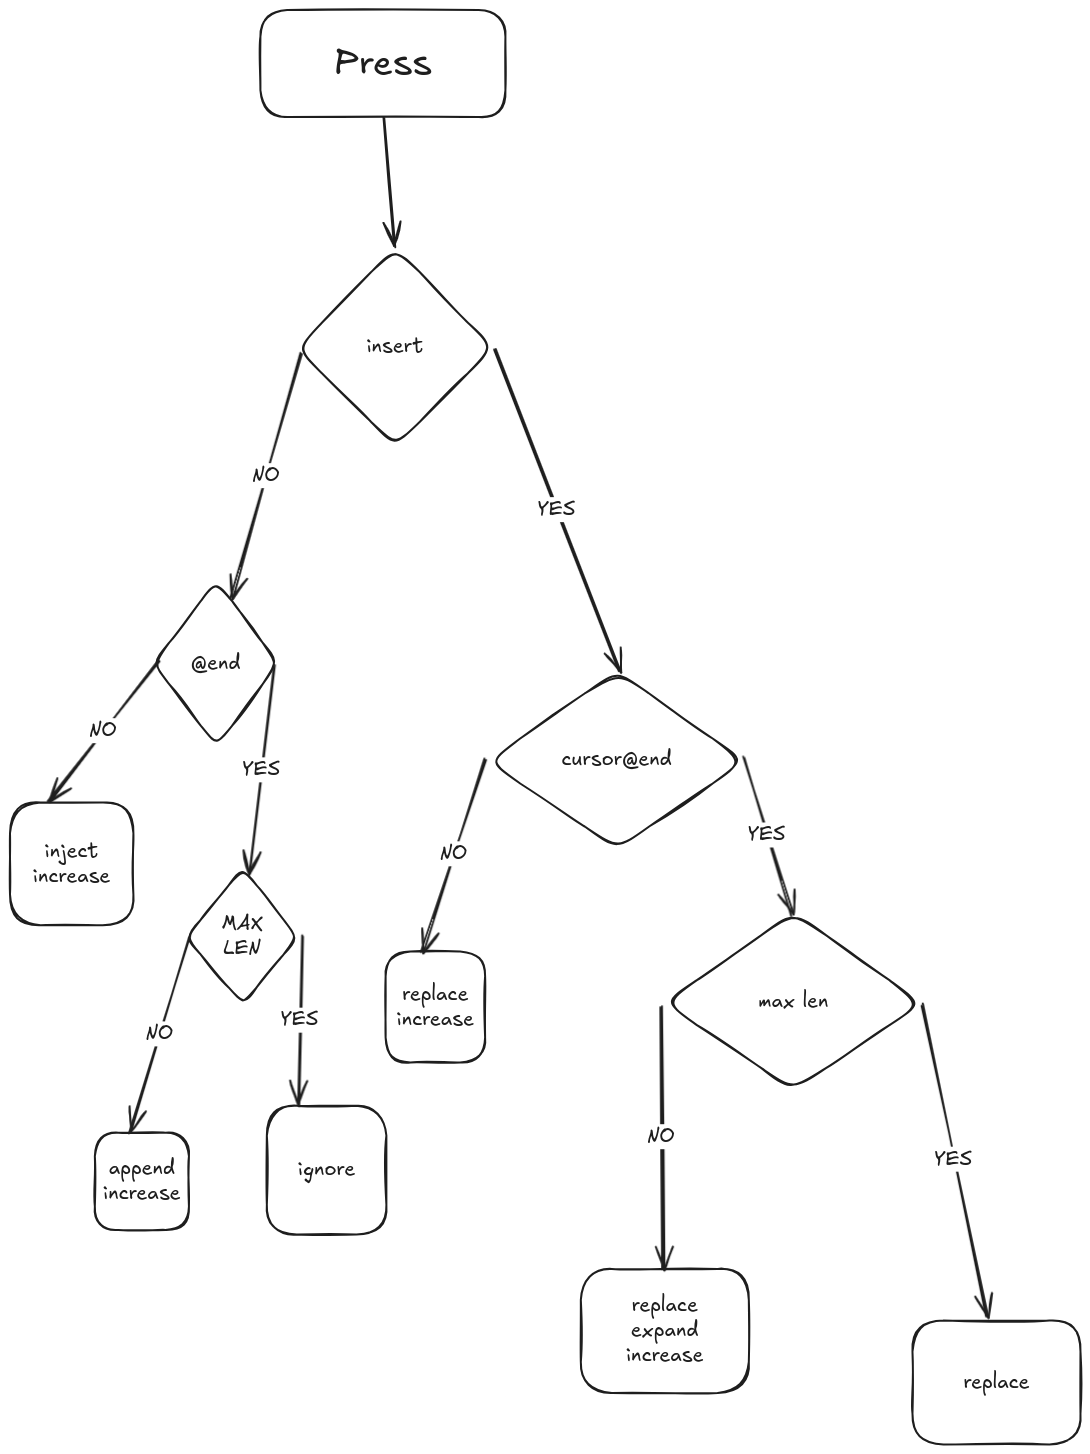 Press
insert
NO
YES
@end
NO
YES
cursor@end
NO
YES
inject
increase
MAX
LEN
NO
YES
replace
increase
max len
NO
YES
append
increase
ignore
replace
expand
increase
replace